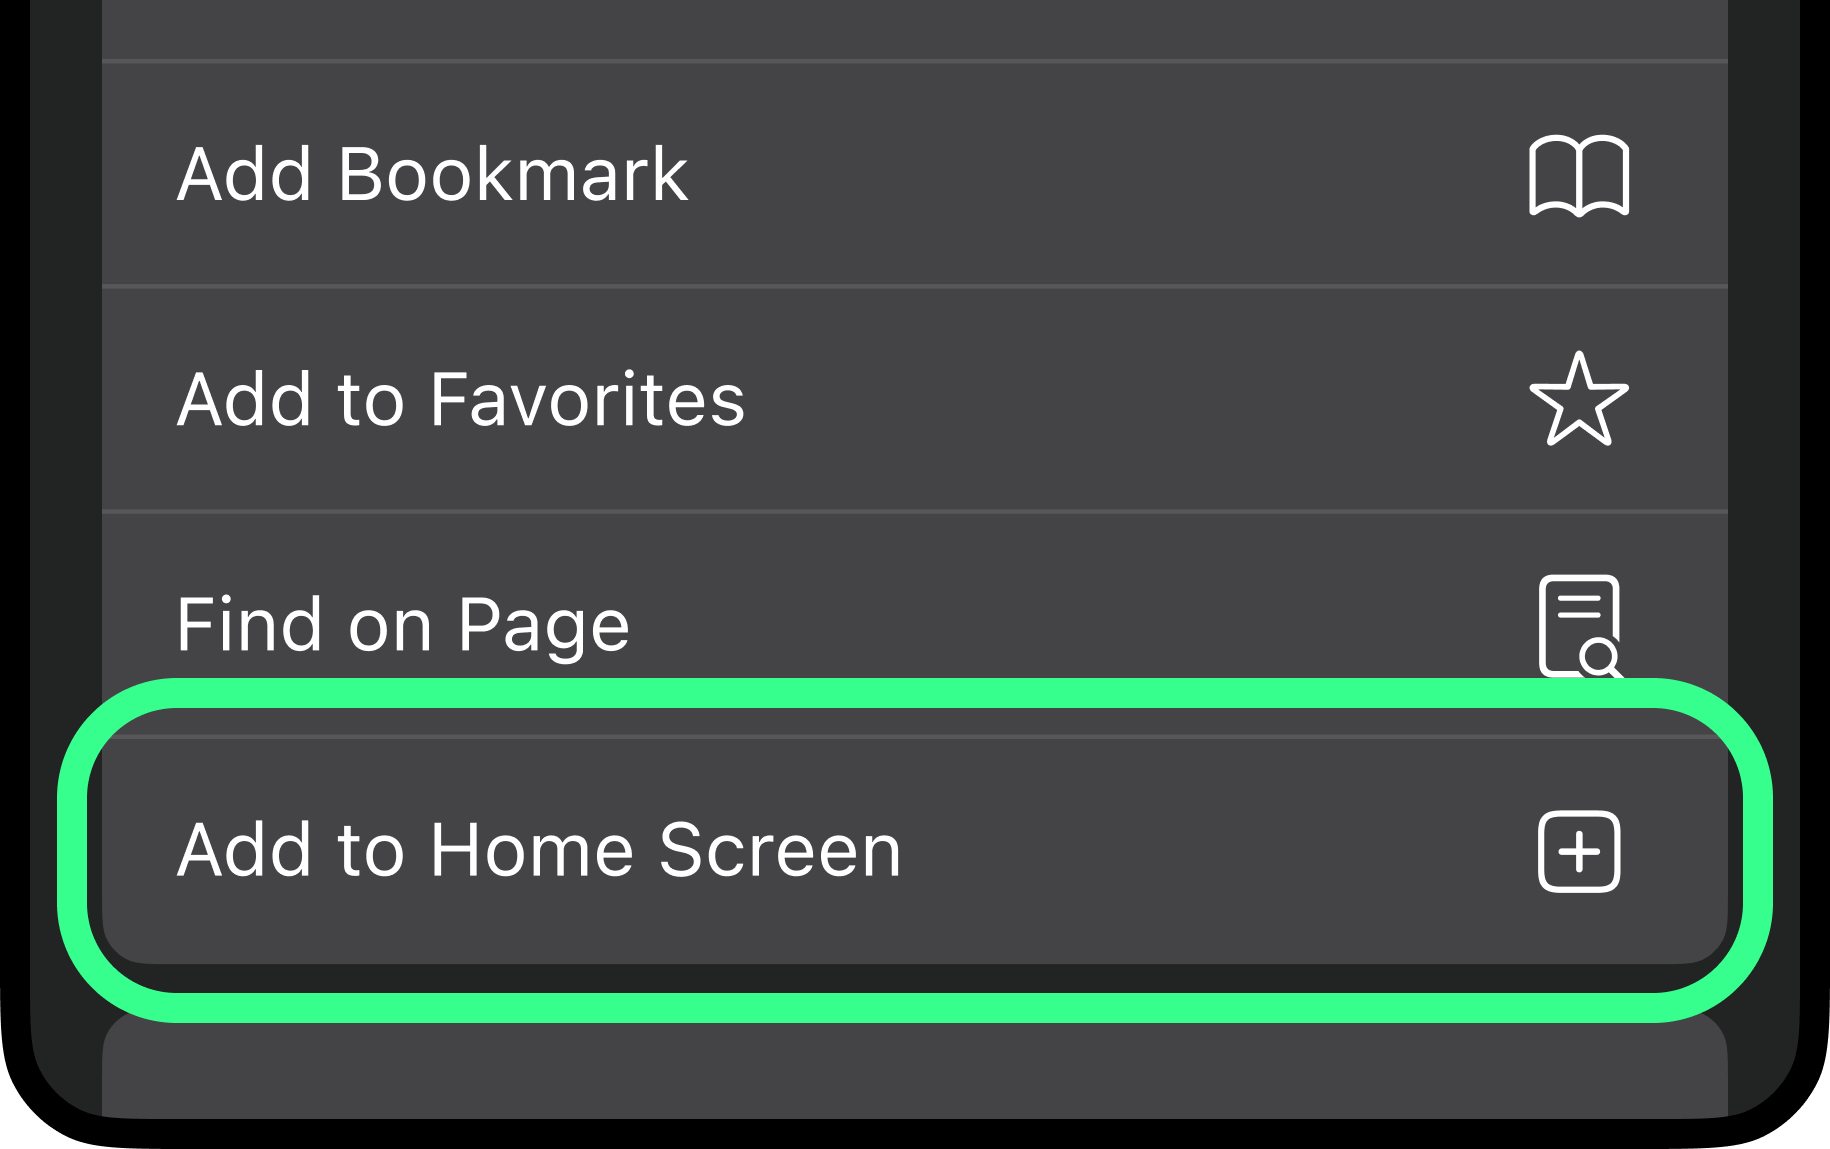 Add Bookmark
Add to Favorites
Find on Page
Add to Home Screen